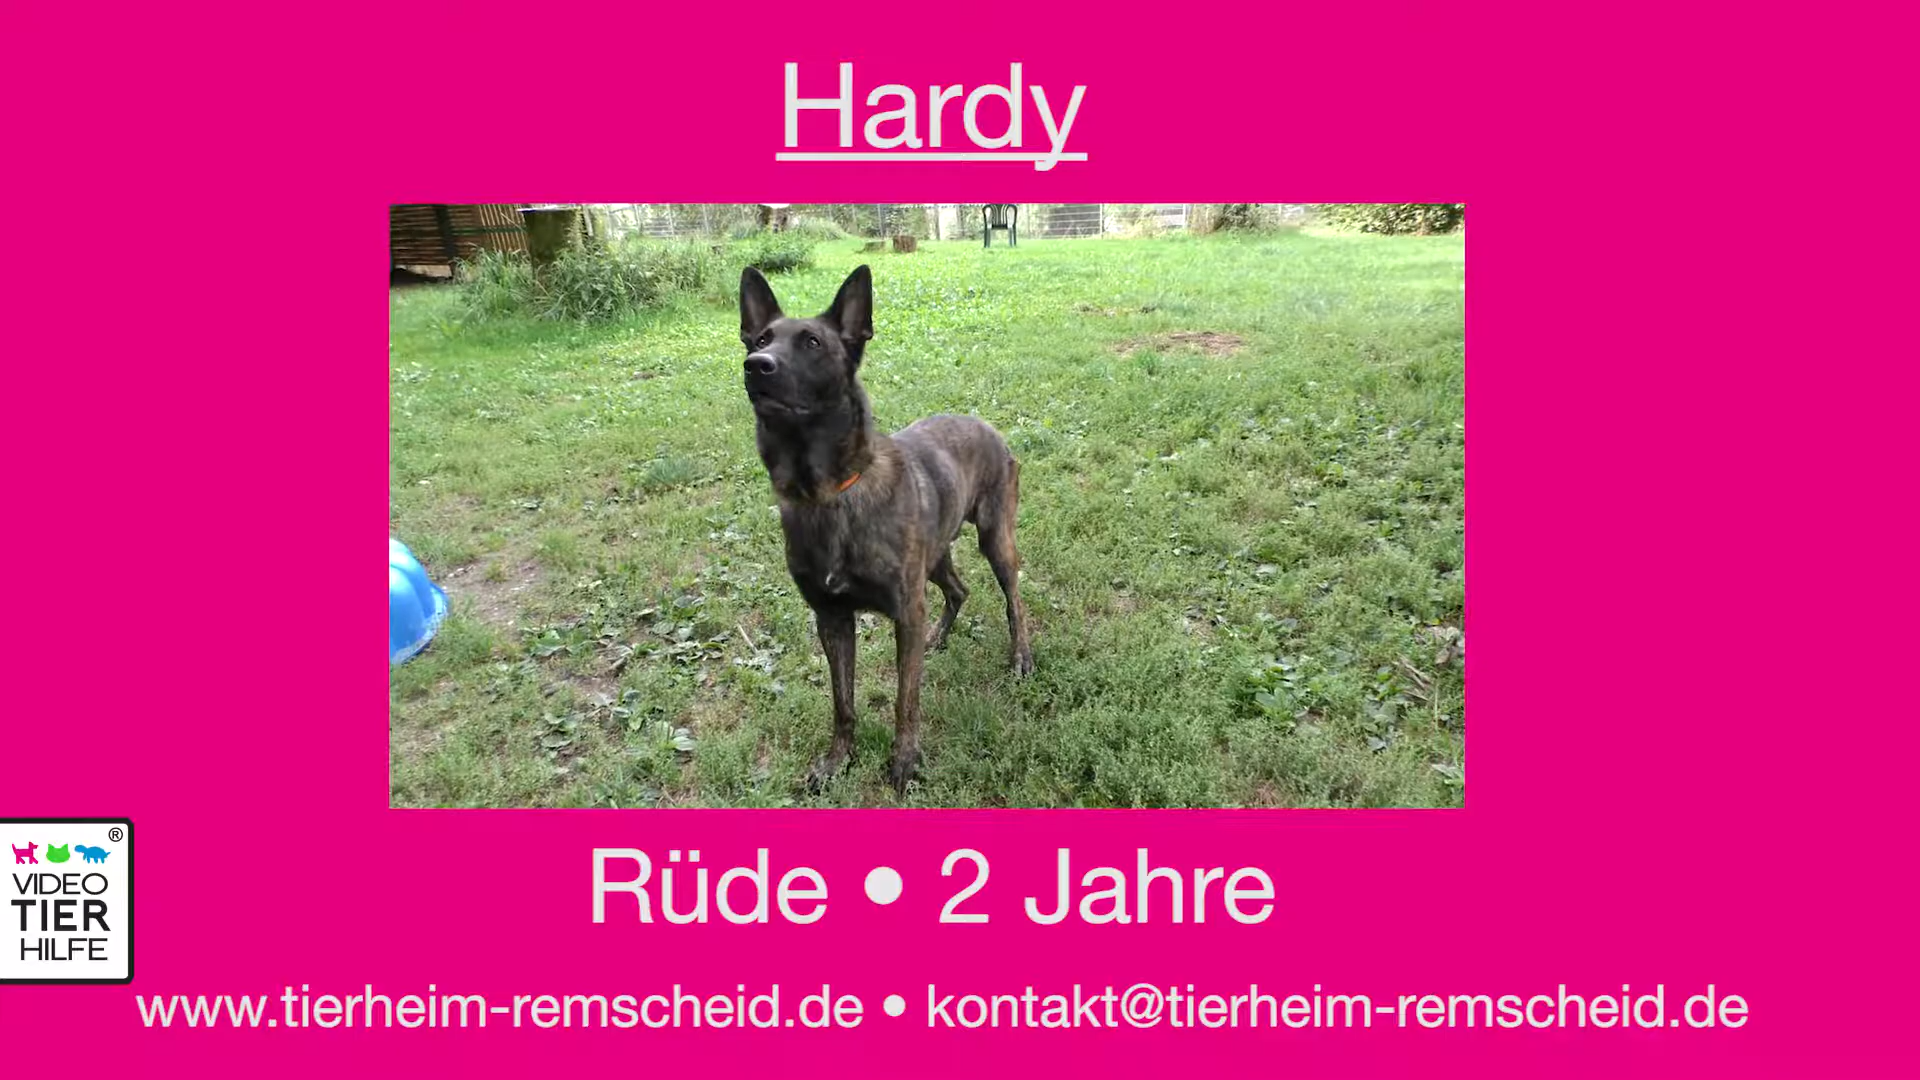 Hardy
Rüde • 2 Jahre
®
VIDEO
TIER
HILFE
www.tierheim-remscheid.de • kontakt@tierheim-remscheid.de